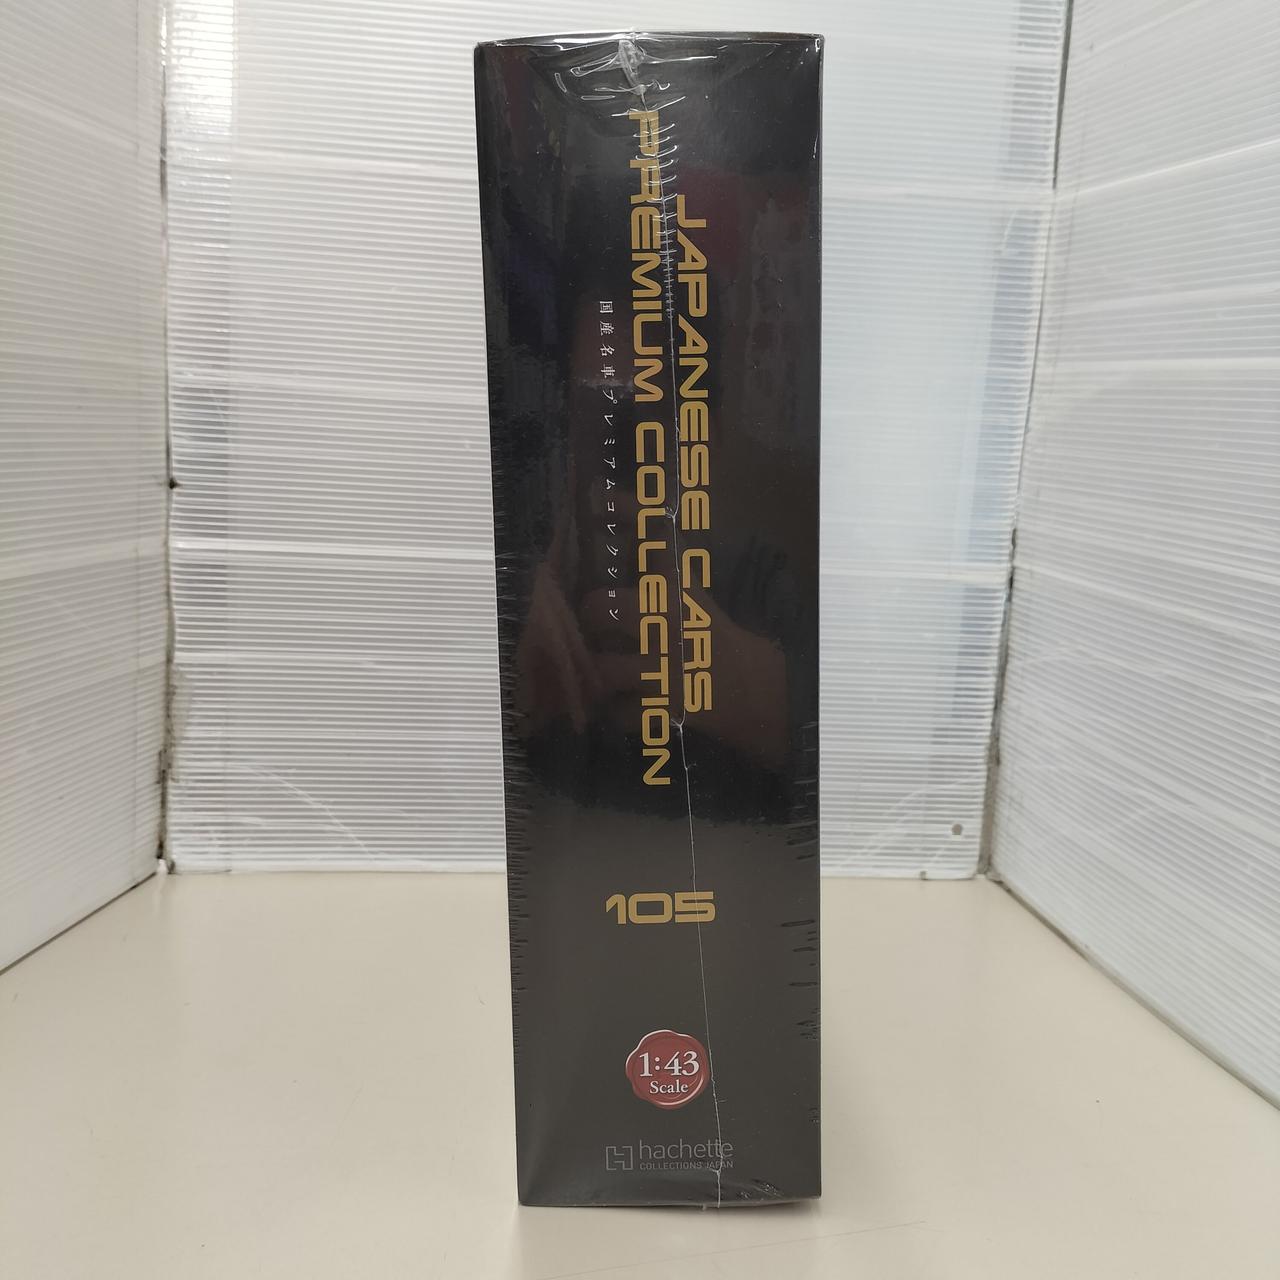 JAPANESE CARS
PREMIUM COLLECTION
国産名車プレミアムコレクション
105
1:43
Scale
hachette
COLLECTIONS JAPAN